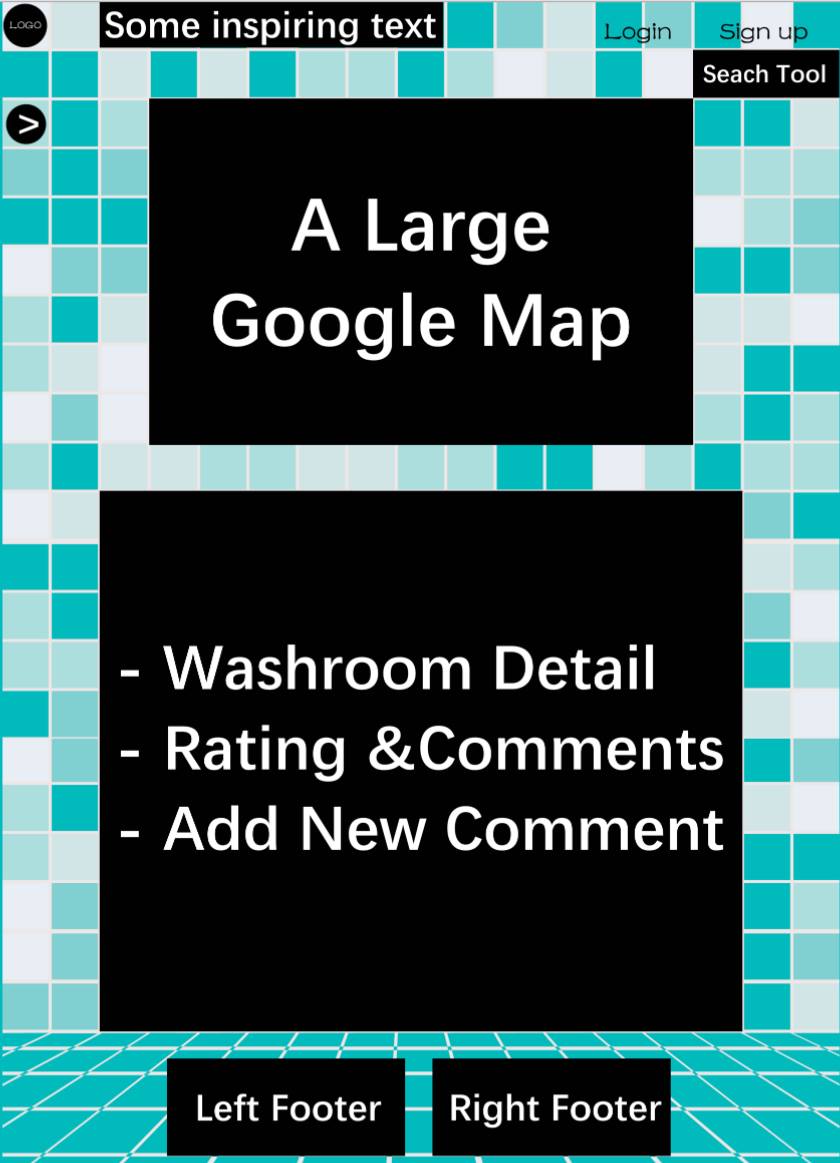 LOGO
Some inspiring text
Login
Sign up
Seach Tool
>
A Large
Google Map
- Washroom Detail
- Rating &Comments
- Add New Comment
Left Footer
Right Footer